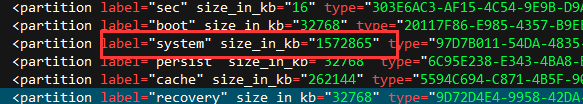 <partition label="sec" size_in_kb="16" type="303E6AC3-AF15-4C54-9E9B-D9A
<partition label="boot" size_in_kb="32768" type="20117F86-E985-4357-B9EE
<partition label="system" size_in_kb="1572865" type="97D7B011-54DA-4835
<partition label="persist" size_in_kb="32768" type="6C95E238-E343-4BA8-B
<partition label="cache" size_in_kb="262144" type="5594C694-C871-4B5F-90
<partition label="recovery" size_in_kb="32768" type="9D72D4E4-9958-42DA